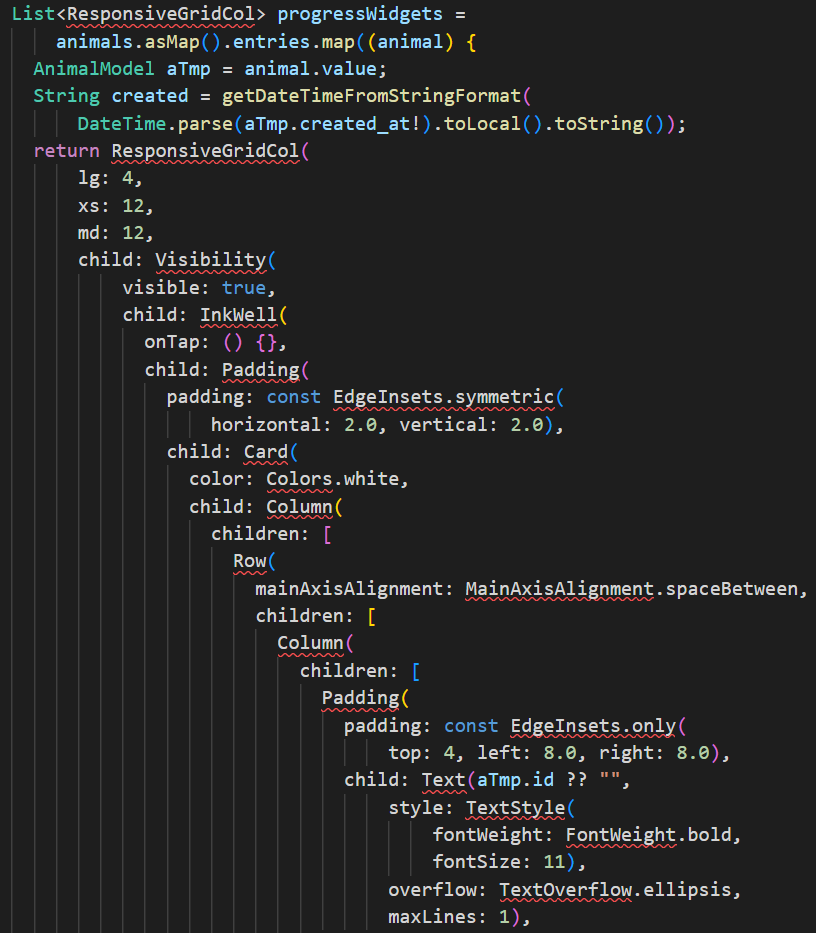 List<ResponsiveGridCol> progressWidgets =
    animals.asMap().entries.map((animal) {
  AnimalModel aTmp = animal.value;
  String created = getDateTimeFromStringFormat(
      DateTime.parse(aTmp.created_at!).toLocal().toString());
  return ResponsiveGridCol(
      lg: 4,
      xs: 12,
      md: 12,
      child: Visibility(
          visible: true,
          child: InkWell(
            onTap: () {},
            child: Padding(
              padding: const EdgeInsets.symmetric(
                  horizontal: 2.0, vertical: 2.0),
              child: Card(
                color: Colors.white,
                child: Column(
                  children: [
                    Row(
                      mainAxisAlignment: MainAxisAlignment.spaceBetween,
                      children: [
                        Column(
                          children: [
                            Padding(
                              padding: const EdgeInsets.only(
                                  top: 4, left: 8.0, right: 8.0),
                              child: Text(aTmp.id ?? "",
                                  style: TextStyle(
                                      fontWeight: FontWeight.bold,
                                      fontSize: 11),
                                  overflow: TextOverflow.ellipsis,
                                  maxLines: 1),